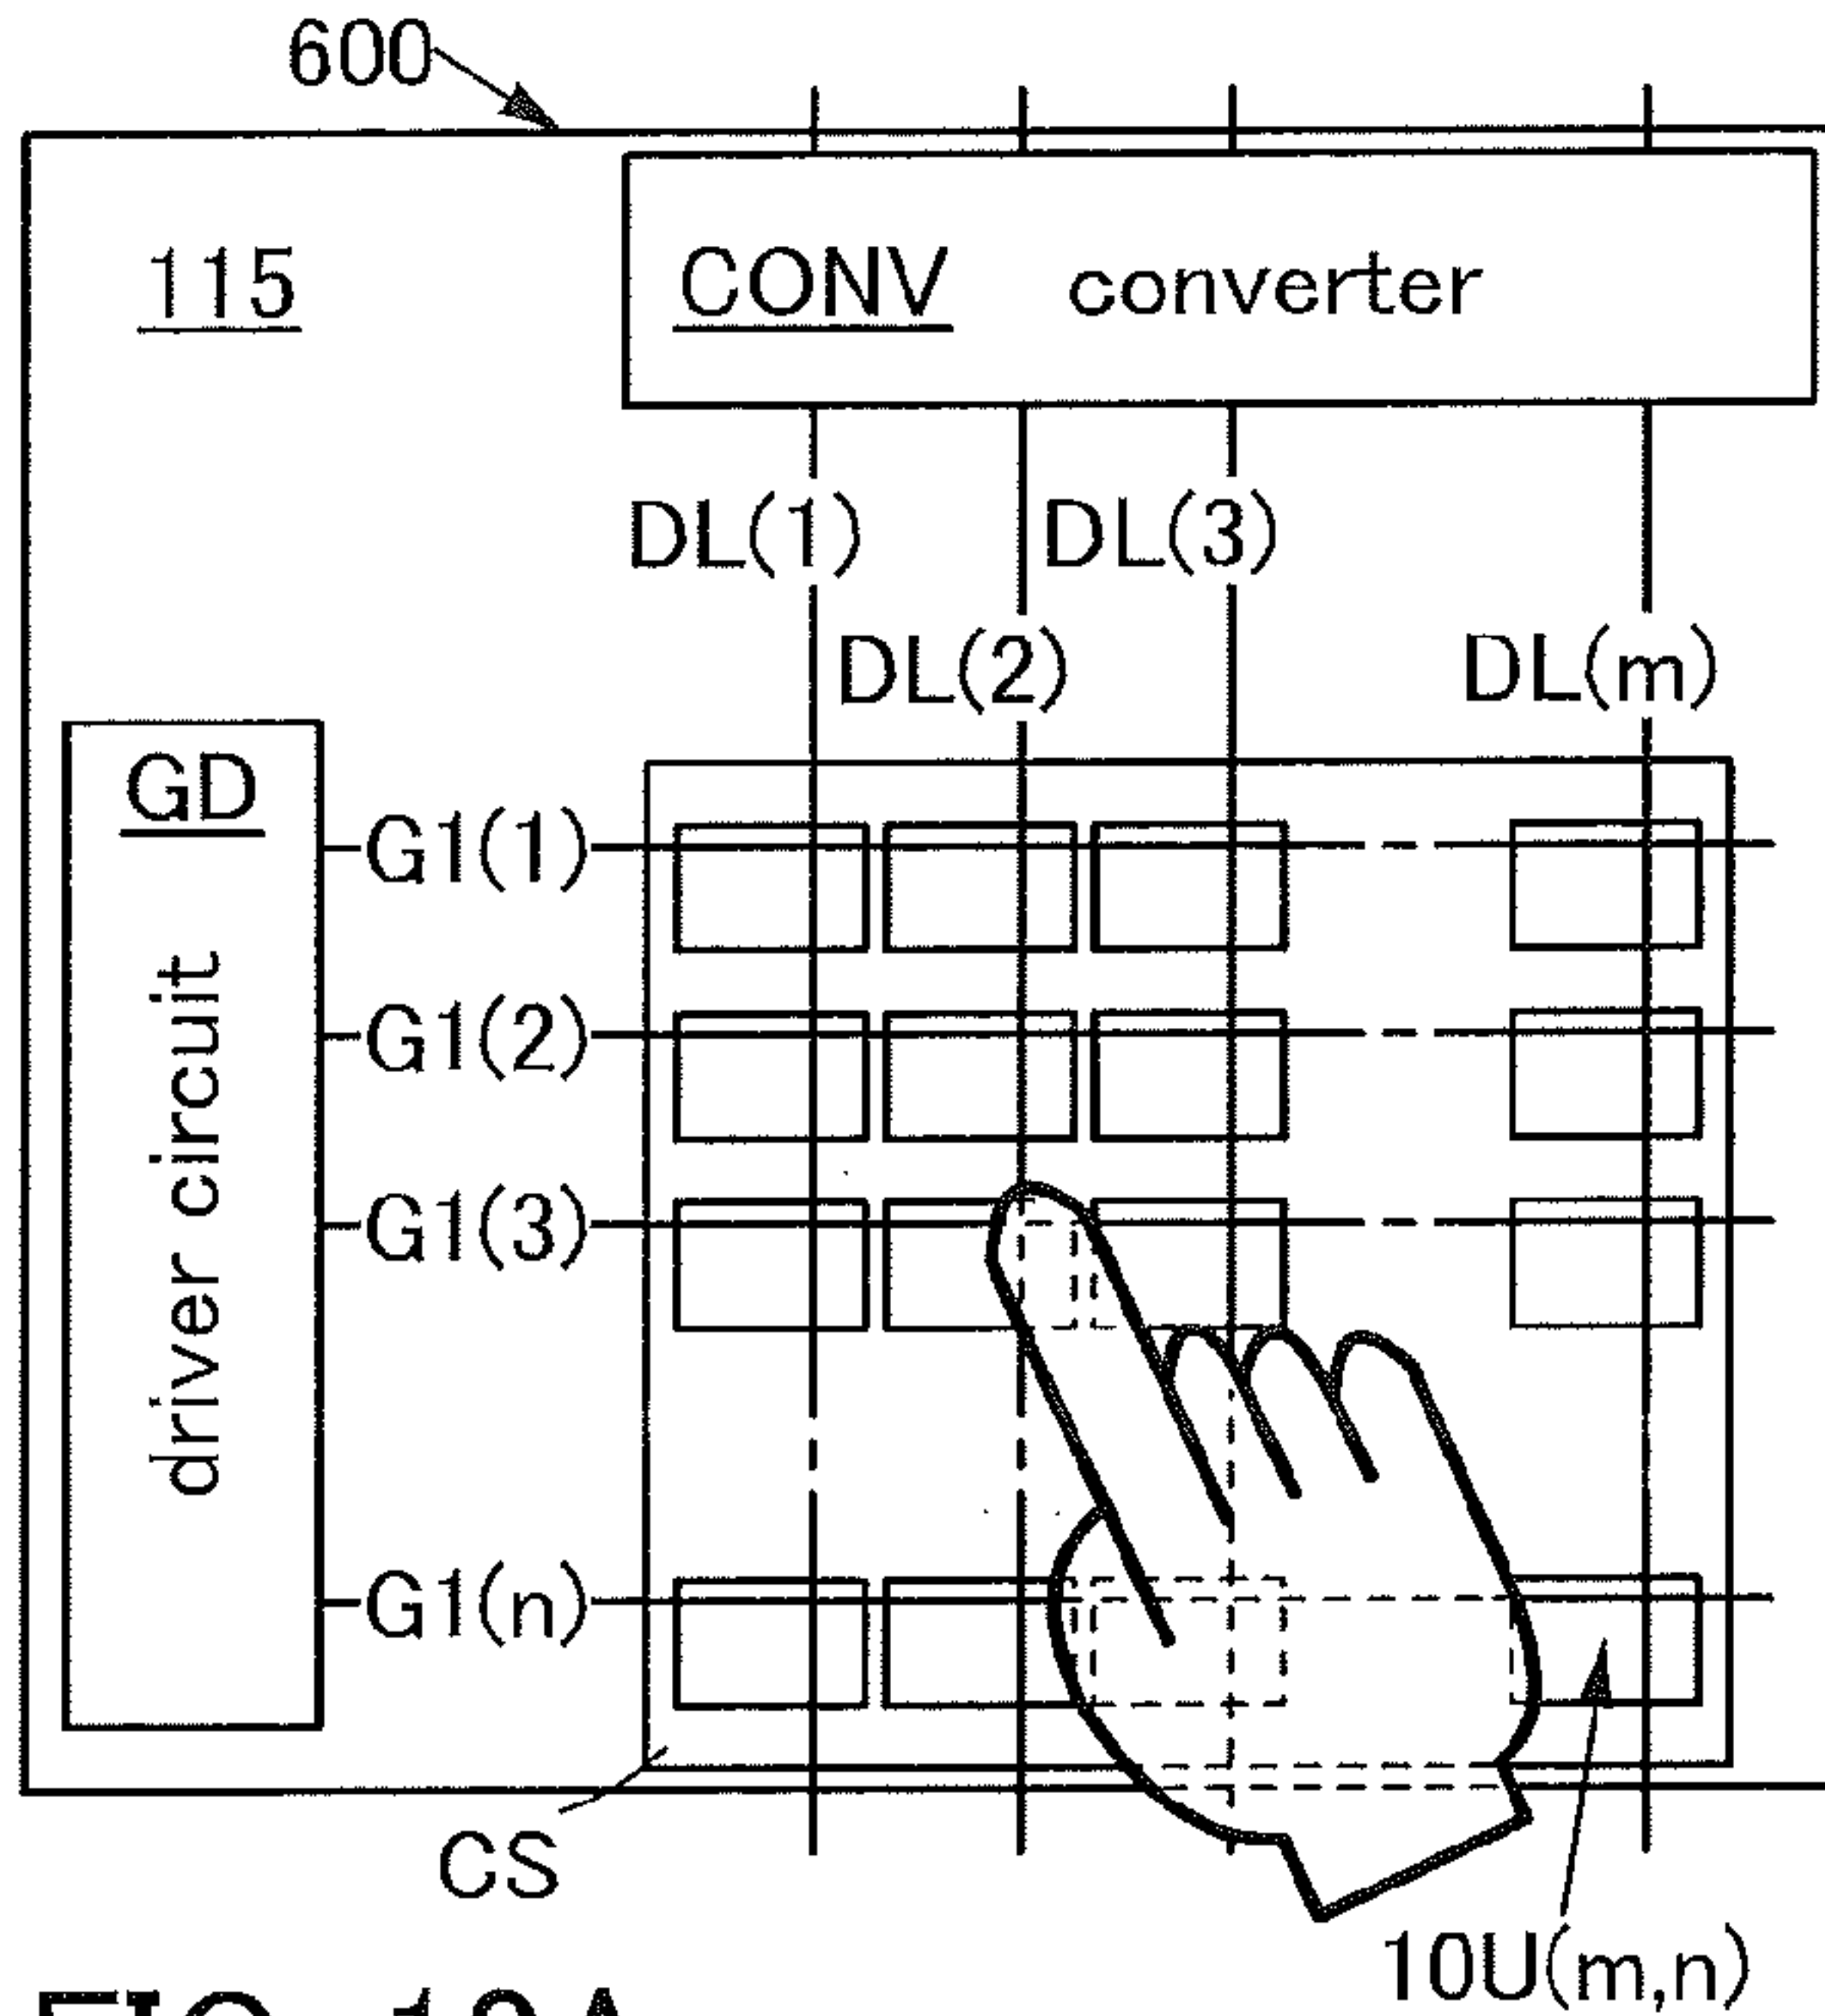 600
115
CONV converter
DL(1)
DL(3)
DL(2)
DL(m)
GD
driver circuit
G1(1)
G1(2)
G1(3)
G1(n)
CS
10U(m,n)